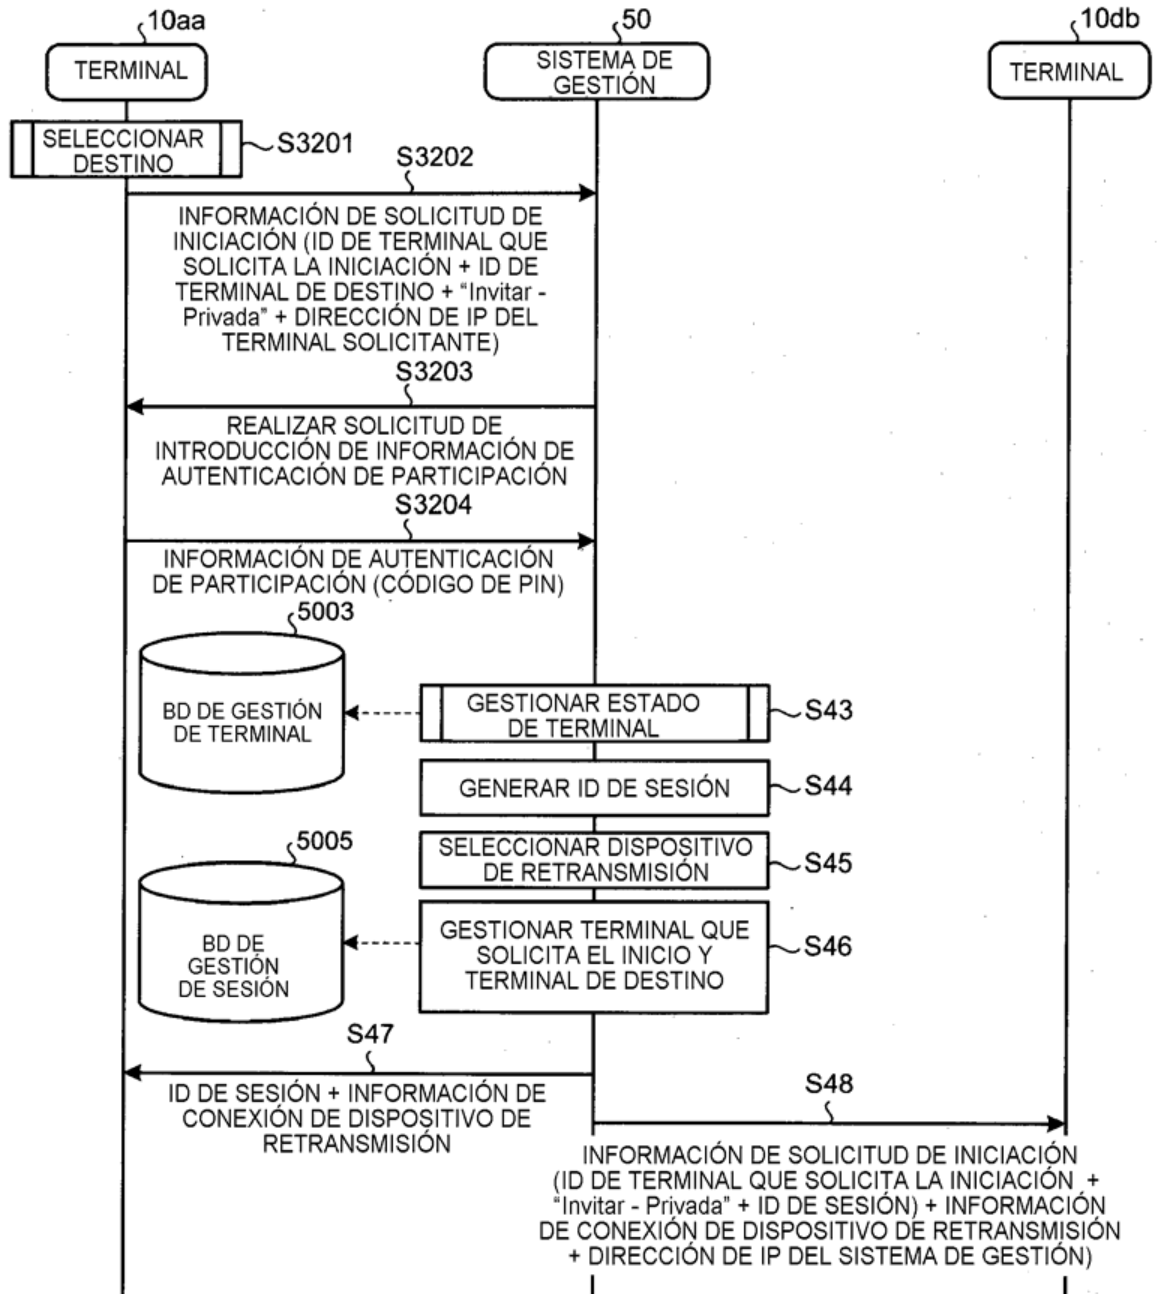 10aa
50
10db
TERMINAL
SISTEMA DE
GESTIÓN
TERMINAL
SELECCIONAR
DESTINO
S3201
S3202
INFORMACIÓN DE SOLICITUD DE
INICIACIÓN (ID DE TERMINAL QUE
SOLICITA LA INICIACIÓN + ID DE
TERMINAL DE DESTINO + “Invitar -
Privada” + DIRECCIÓN DE IP DEL
TERMINAL SOLICITANTE)
S3203
REALIZAR SOLICITUD DE
INTRODUCCIÓN DE INFORMACIÓN DE
AUTENTICACIÓN DE PARTICIPACIÓN
S3204
INFORMACIÓN DE AUTENTICACIÓN
DE PARTICIPACIÓN (CÓDIGO DE PIN)
5003
BD DE GESTIÓN
DE TERMINAL
GESTIONAR ESTADO
DE TERMINAL
S43
GENERAR ID DE SESIÓN
S44
SELECCIONAR DISPOSITIVO
DE RETRANSMISIÓN
S45
5005
BD DE
GESTIÓN
DE SESIÓN
GESTIONAR TERMINAL QUE
SOLICITA EL INICIO Y
TERMINAL DE DESTINO
S46
S47
ID DE SESIÓN + INFORMACIÓN DE
CONEXIÓN DE DISPOSITIVO DE
RETRANSMISIÓN
S48
INFORMACIÓN DE SOLICITUD DE INICIACIÓN
(ID DE TERMINAL QUE SOLICITA LA INICIACIÓN +
“Invitar - Privada” + ID DE SESIÓN) + INFORMACIÓN
DE CONEXIÓN DE DISPOSITIVO DE RETRANSMISIÓN
+ DIRECCIÓN DE IP DEL SISTEMA DE GESTIÓN)